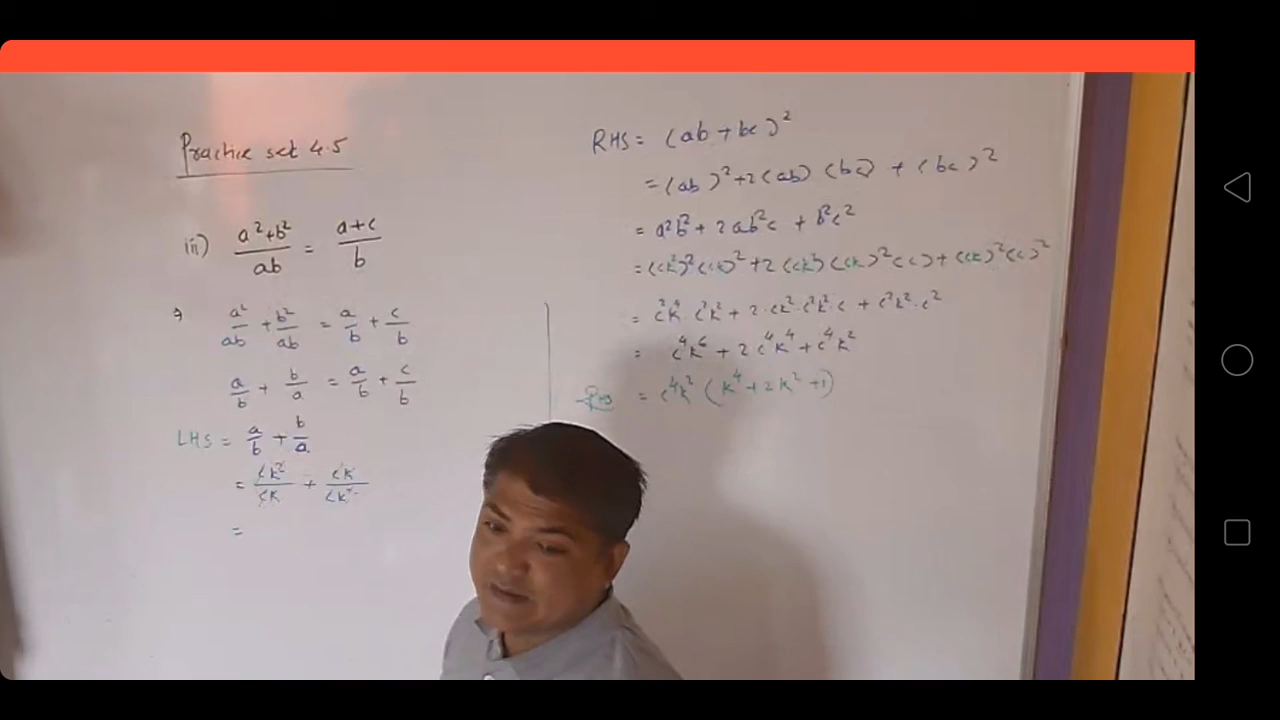 Practice set 4.5
iii) a²+b²/ab = a+c/b
⇒ a²/ab + b²/ab = a/b + c/b
a/b + b/a = a/b + c/b
LHS = a/b + b/a
= ck²/ck + ck/ck²
=
RHS = (ab + bc)²
= (ab)² + 2(ab)(bc) + (bc)²
= a²b² + 2ab²c + b²c²
= (ck²)²(ck)² + 2(ck²)(ck)²(c) + (ck)²(c)²
= c²k⁴ · c²k² + 2·ck²·c²k²·c + c²k²·c²
= c⁴k⁶ + 2c⁴k⁴ + c⁴k²
RHS = c⁴k²(k⁴ + 2k² + 1)